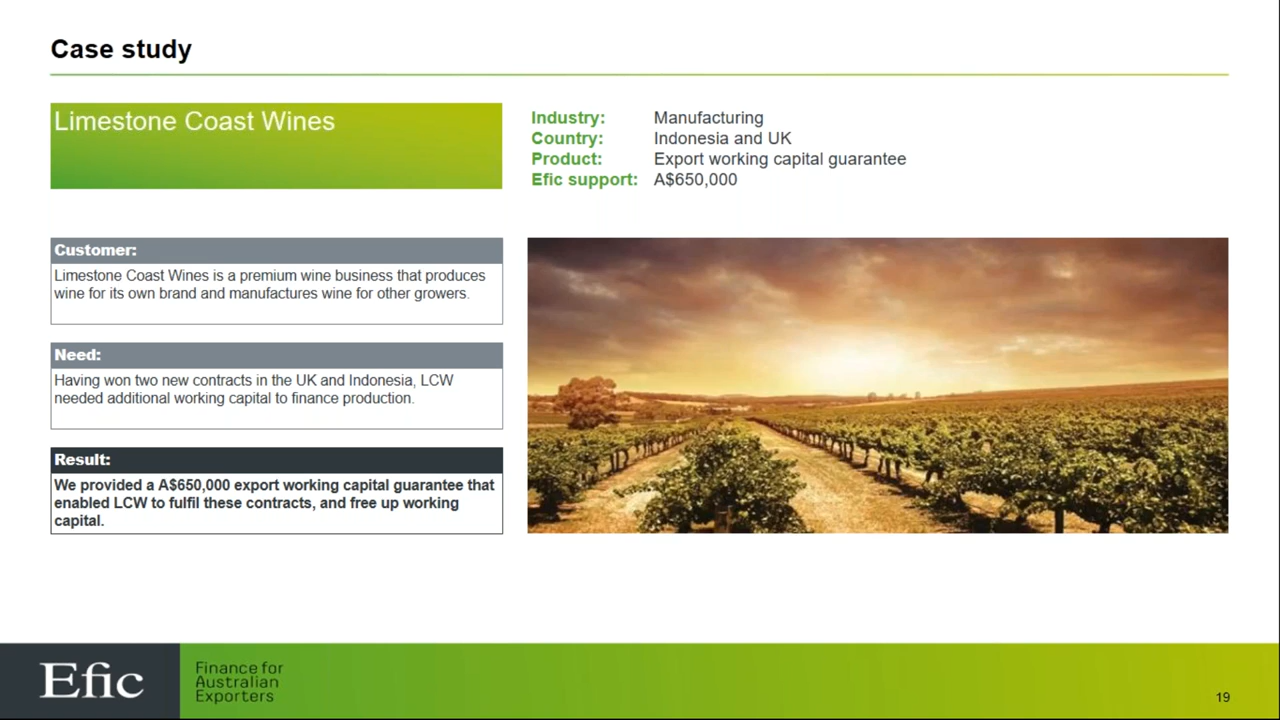 Case study
Limestone Coast Wines
Industry: Manufacturing
Country: Indonesia and UK
Product: Export working capital guarantee
Efic support: A$650,000
Customer:
Limestone Coast Wines is a premium wine business that produces
wine for its own brand and manufactures wine for other growers.
Need:
Having won two new contracts in the UK and Indonesia, LCW
needed additional working capital to finance production.
Result:
We provided a A$650,000 export working capital guarantee that
enabled LCW to fulfil these contracts, and free up working
capital.
Efic
Finance for
Australian
Exporters
19